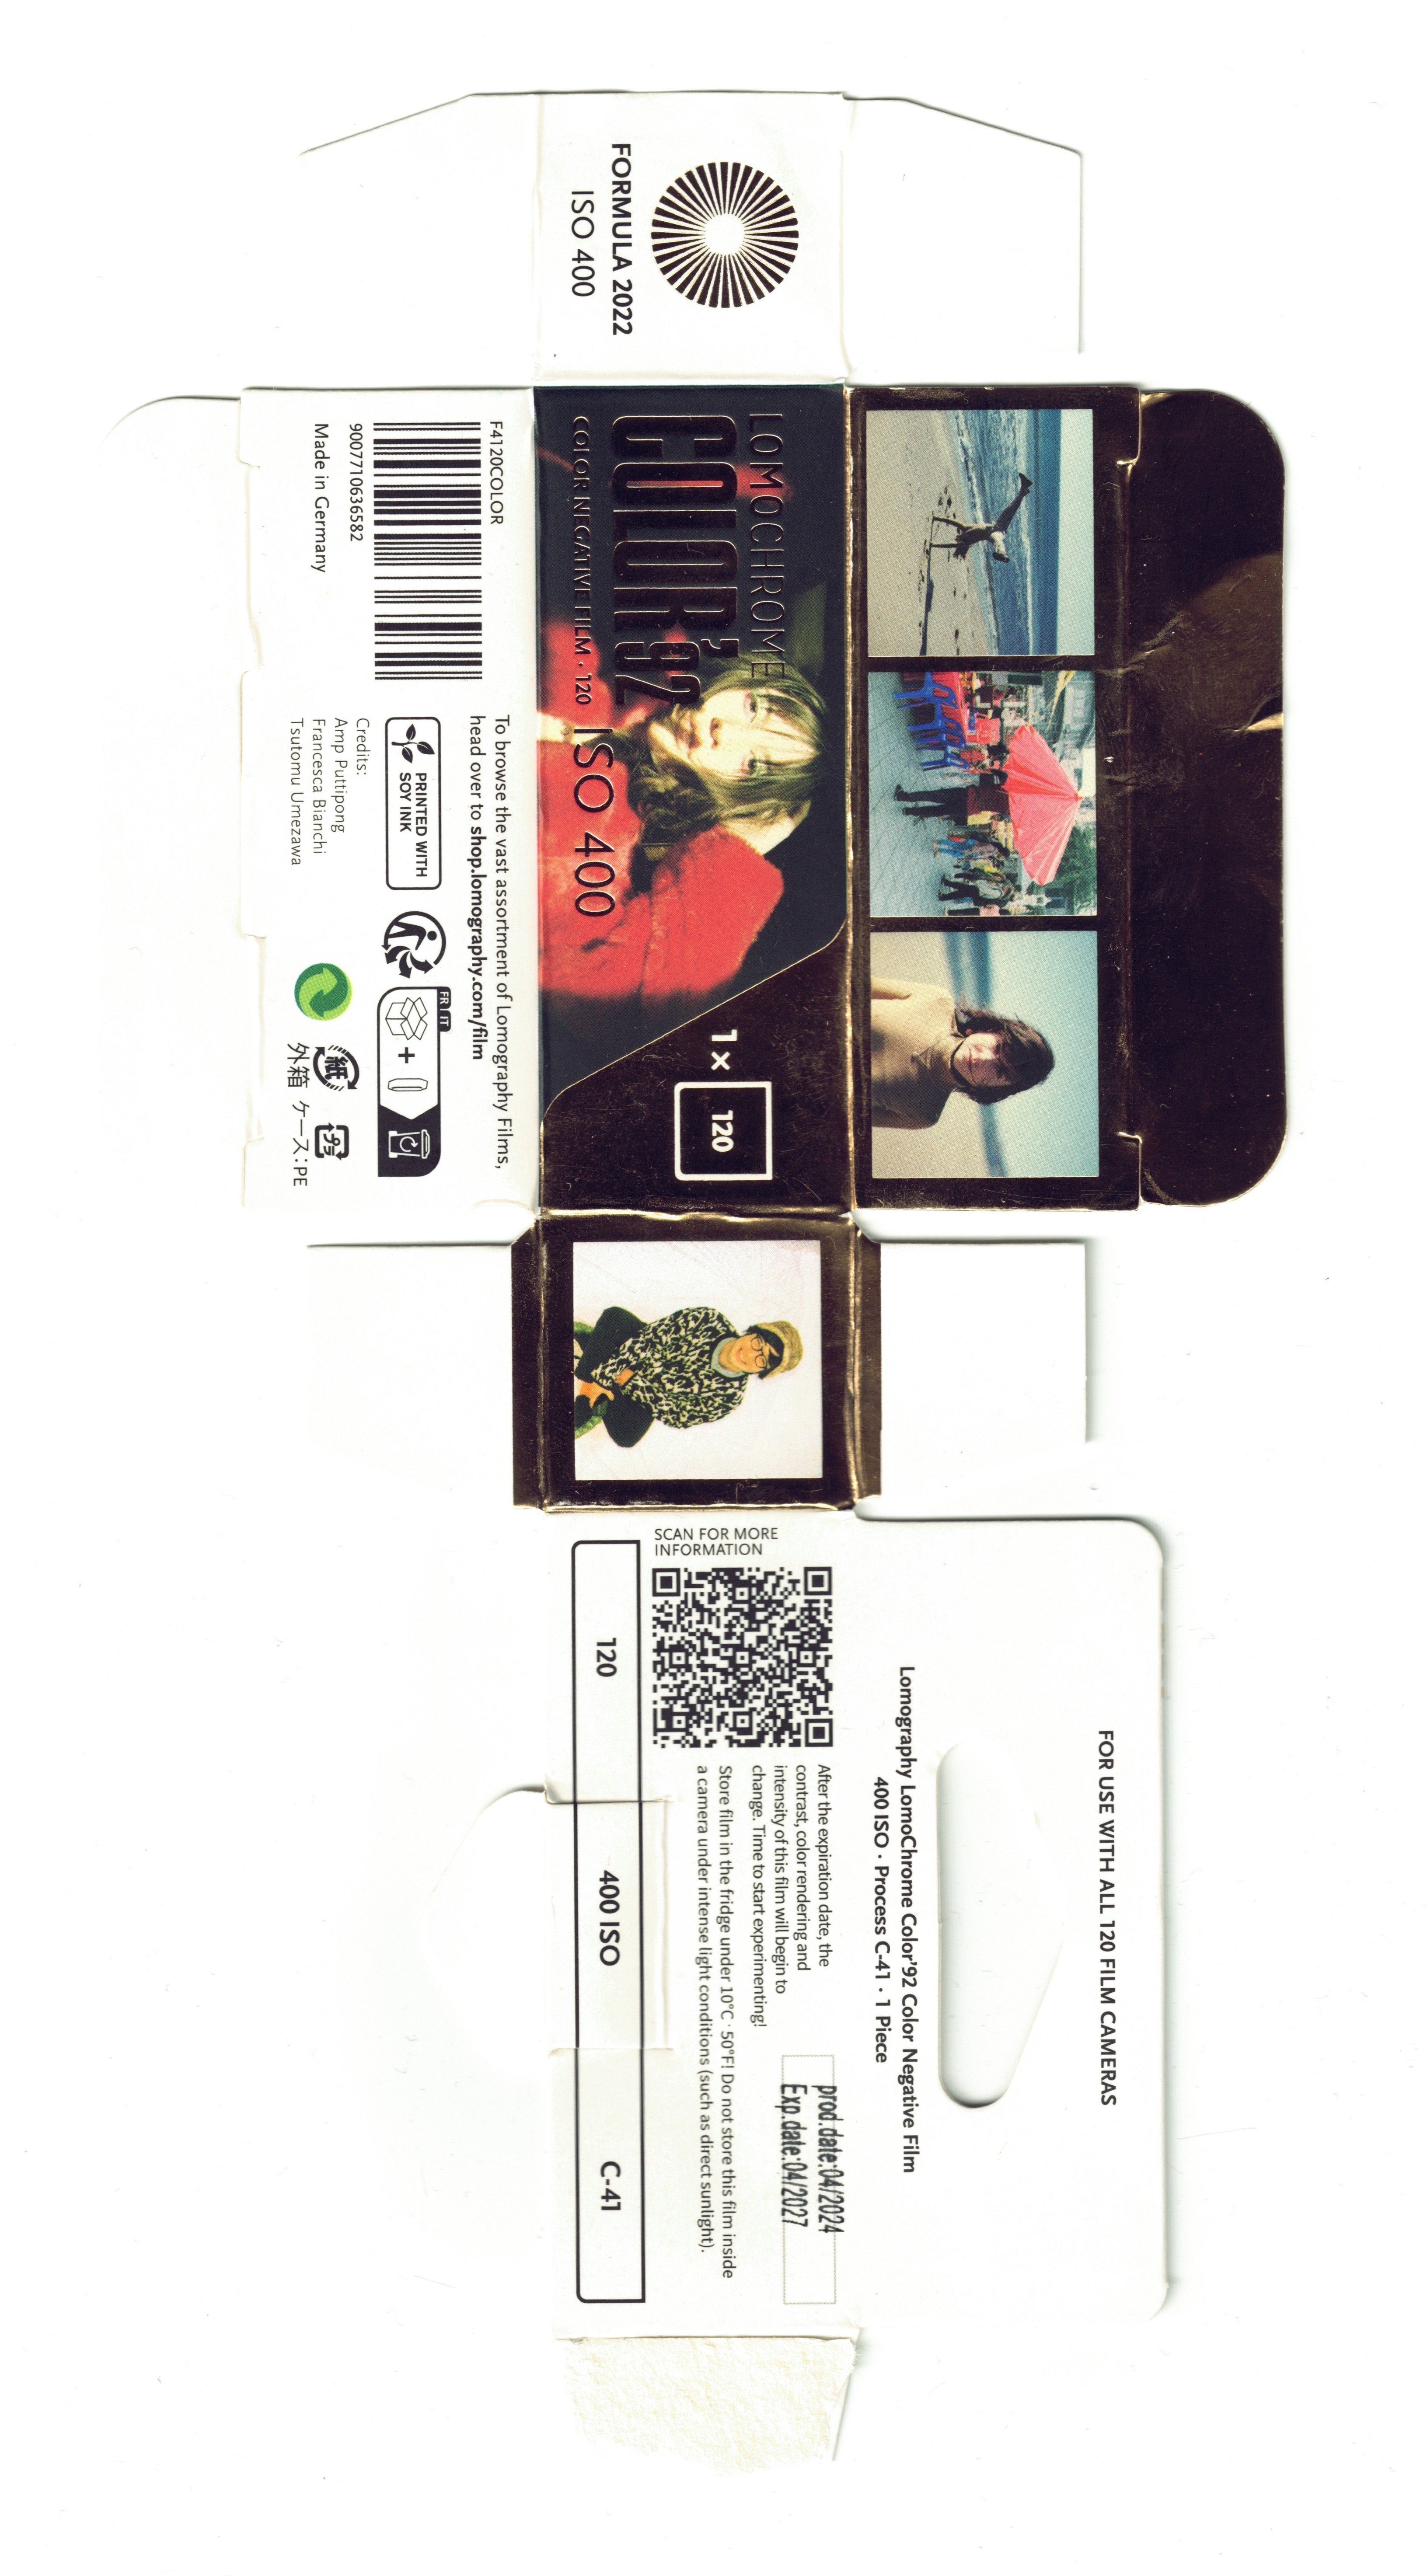 FORMULA 2022
ISO 400
LOMOCHROME
COLOR'92
COLOR NEGATIVE FILM · 120
ISO 400
1 x
120
F4120COLOR
9007710636582
Made in Germany
To browse the vast assortment of Lomography Films,
head over to shop.lomography.com/film
PRINTED WITH
SOY INK
FR IT
+
Credits:
Amp Puttipong
Francesca Bianchi
Tsutomu Umezawa
紙
外箱
プラ
ケース：PE
FOR USE WITH ALL 120 FILM CAMERAS
Lomography LomoChrome Color’92 Color Negative Film
400 ISO · Process C-41 · 1 Piece
SCAN FOR MORE
INFORMATION
After the expiration date, the
contrast, color rendering and
intensity of this film will begin to
change. Time to start experimenting!
prod.date:04/2024
Exp.date:04/2027
Store film in the fridge under 10°C · 50°F! Do not store this film inside
a camera under intense light conditions (such as direct sunlight).
120
400 ISO
C-41